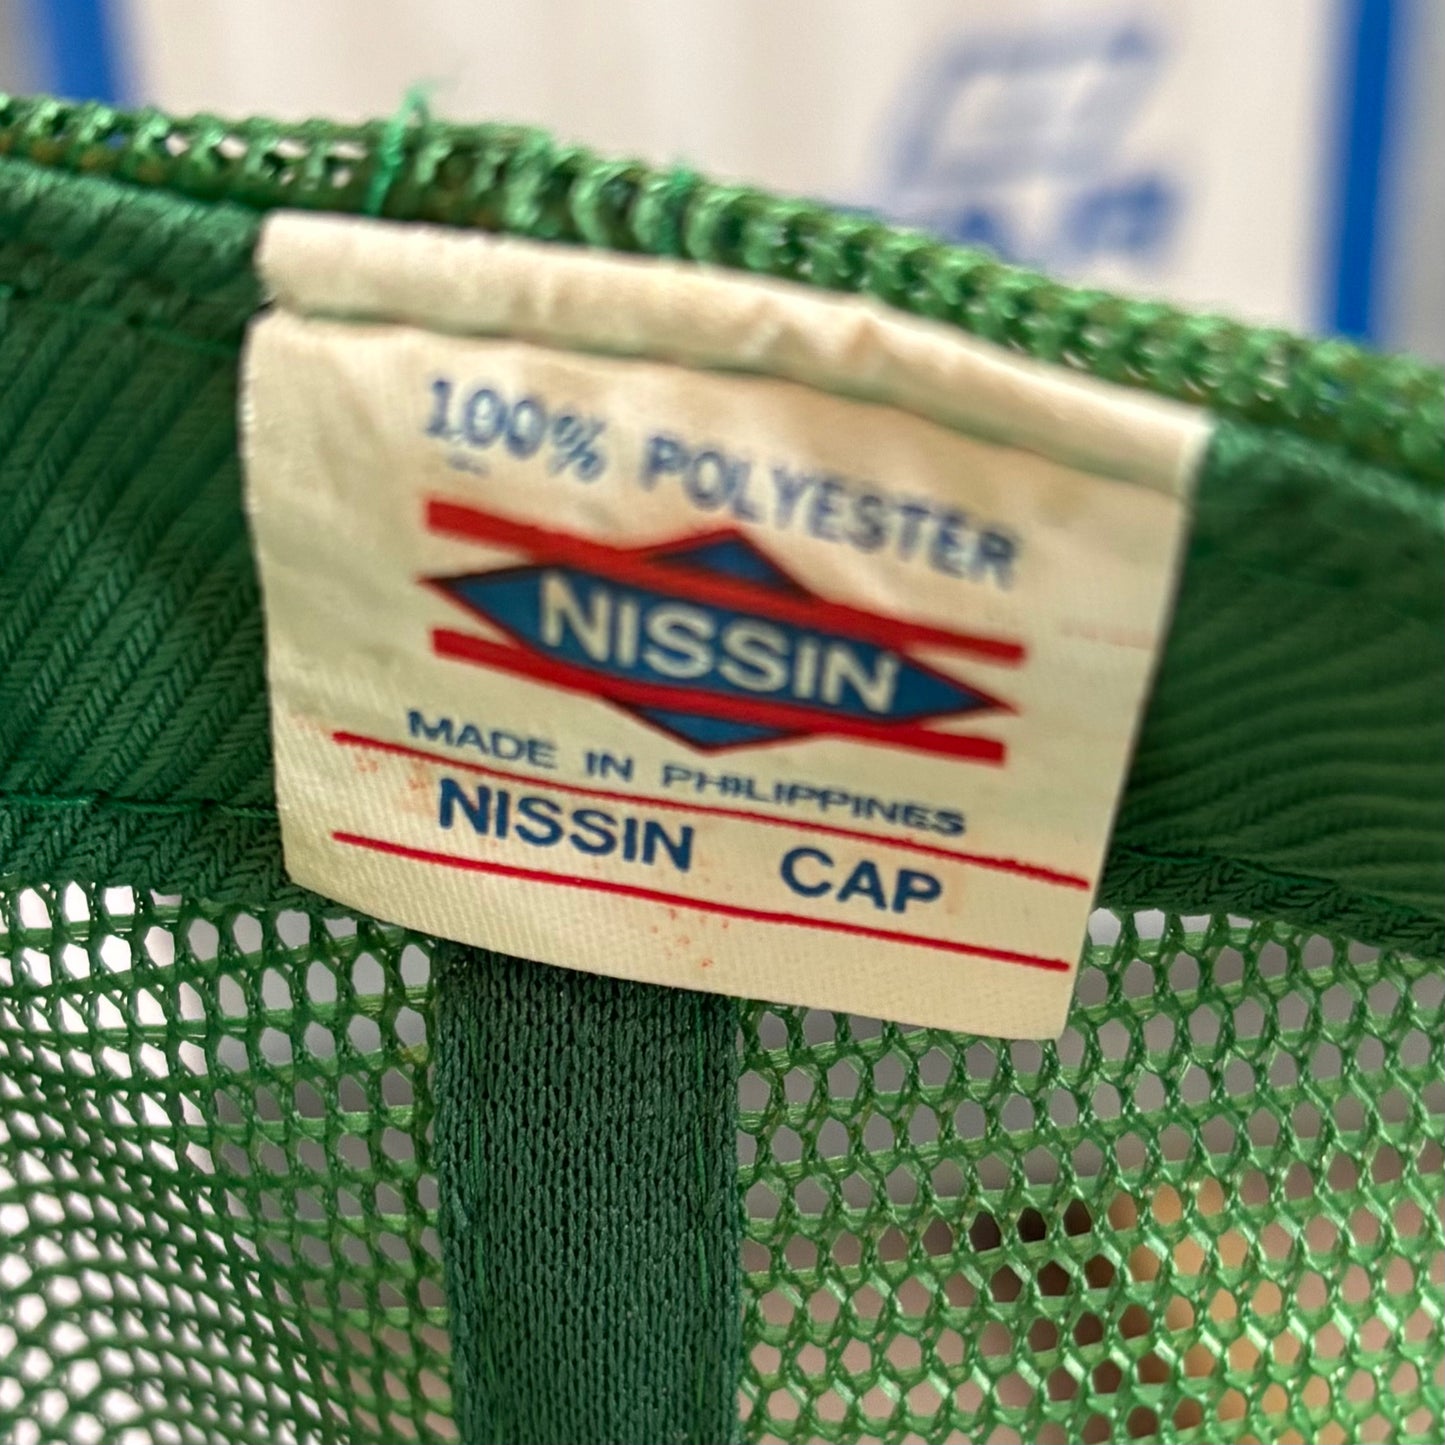 100% POLYESTER
NISSIN
MADE IN PHILIPPINES
NISSIN CAP